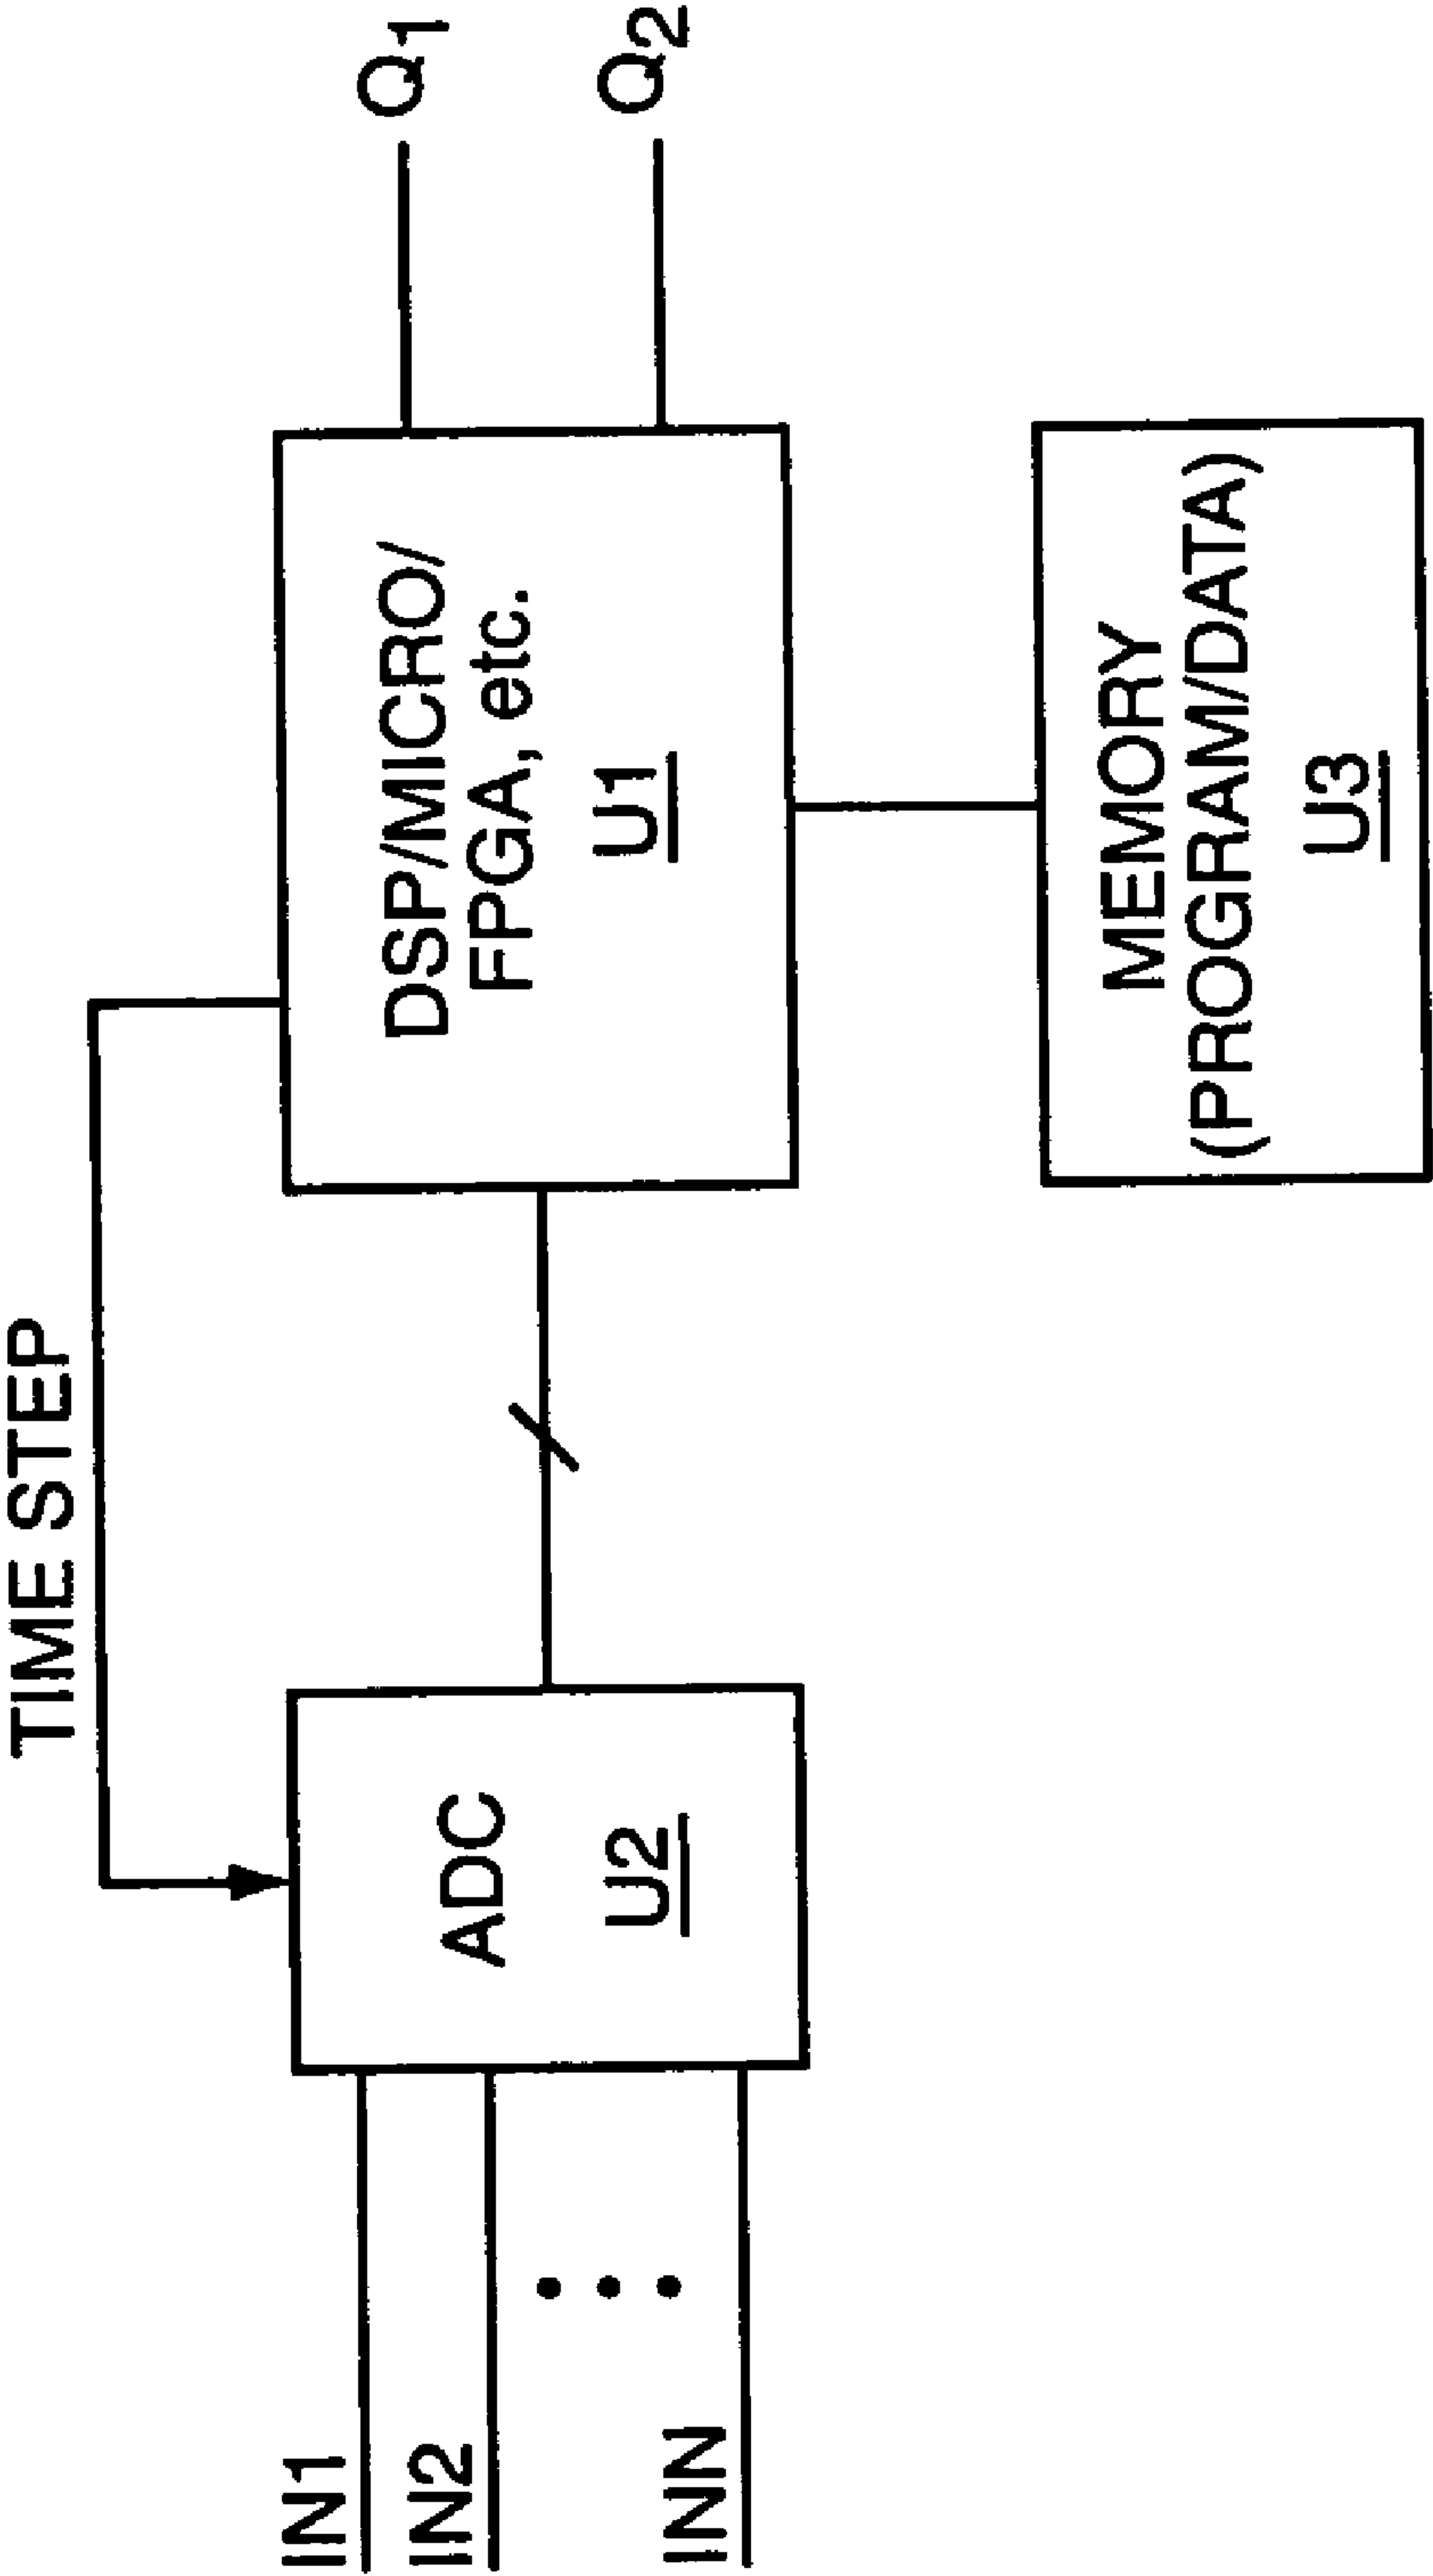 TIME STEP
IN1
IN2
INN
ADC
U2
DSP/MICRO/
FPGA, etc.
U1
Q1
Q2
MEMORY
(PROGRAM/DATA)
U3